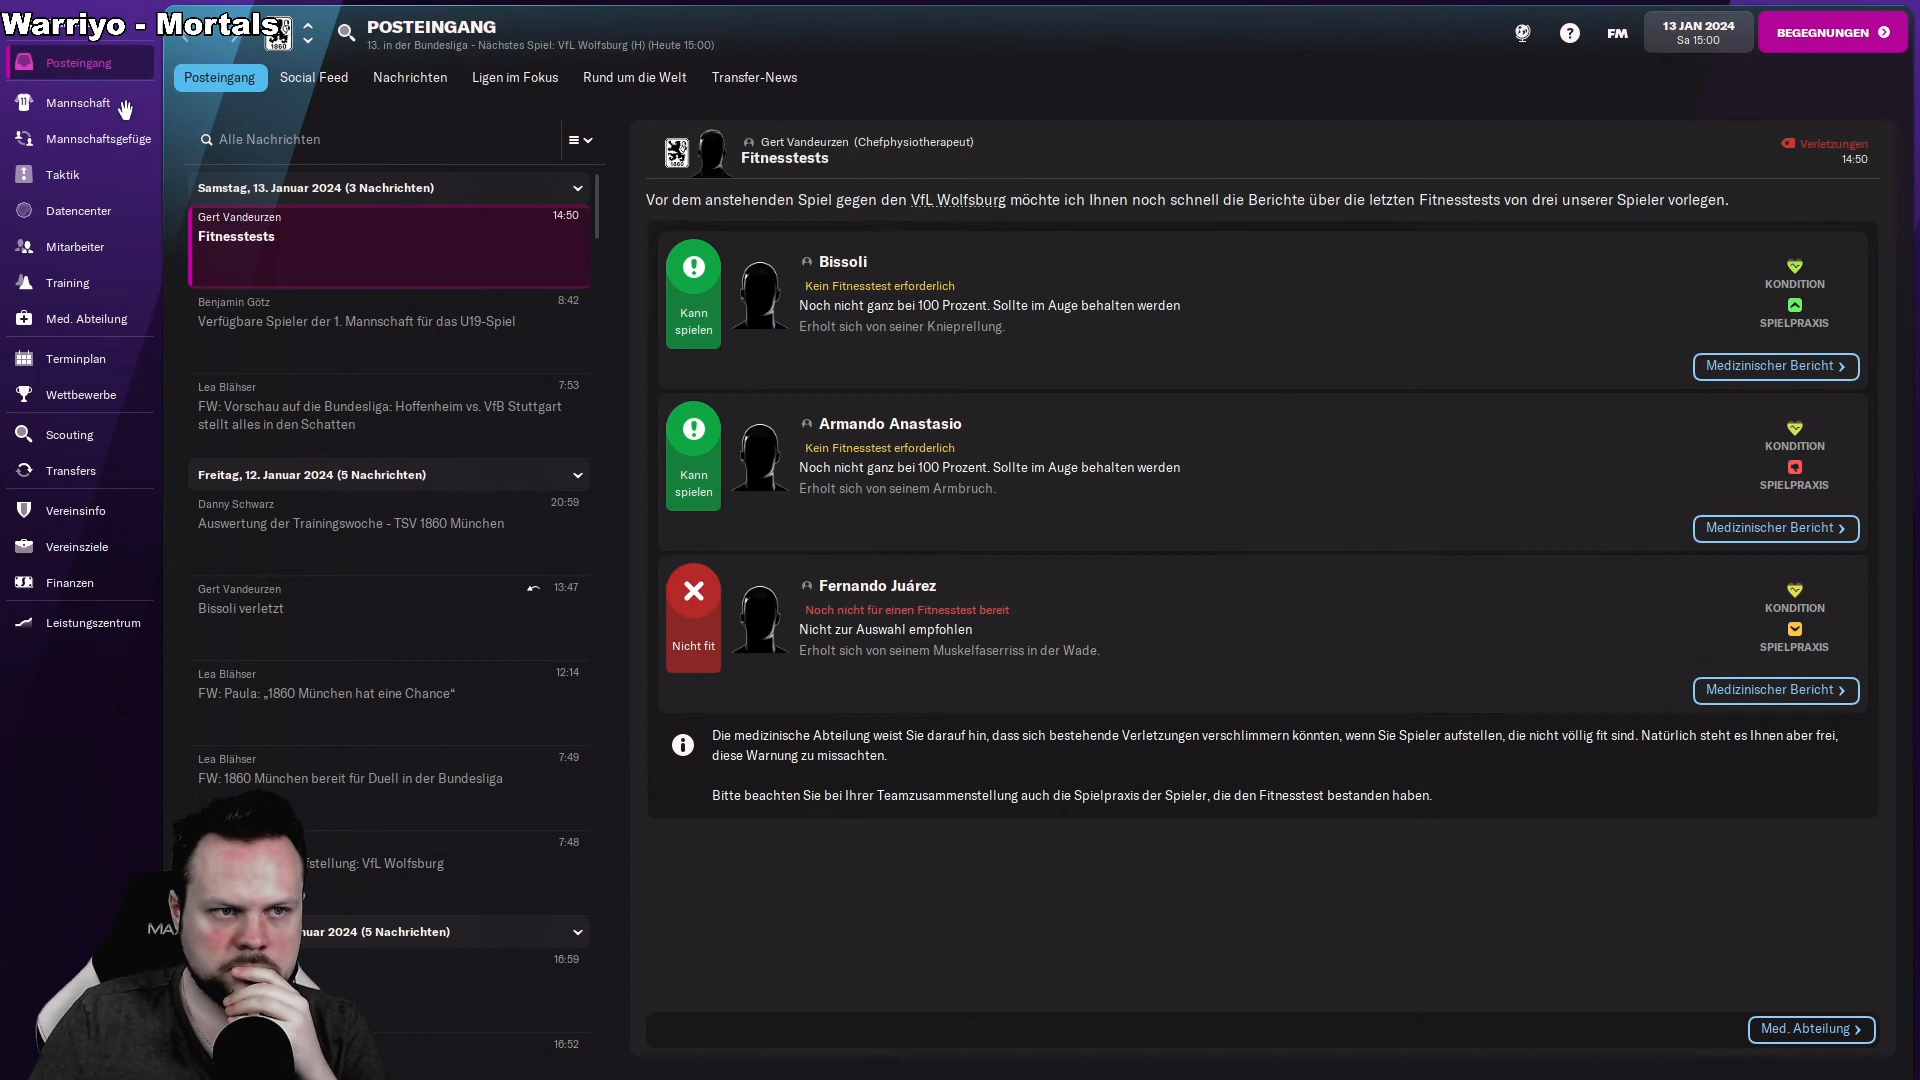 Warriyo - Mortals
POSTEINGANG
13. in der Bundesliga - Nächstes Spiel: VfL Wolfsburg (H) (Heute 15:00)
FM
13 JAN 2024
Sa 15:00
BEGEGNUNGEN
Posteingang
Mannschaft
Mannschaftsgefüge
Taktik
Datencenter
Mitarbeiter
Training
Med. Abteilung
Terminplan
Wettbewerbe
Scouting
Transfers
Vereinsinfo
Vereinsziele
Finanzen
Leistungszentrum
Posteingang
Social Feed
Nachrichten
Ligen im Fokus
Rund um die Welt
Transfer-News
Alle Nachrichten
Samstag, 13. Januar 2024 (3 Nachrichten)
Gert Vandeurzen 14:50
Fitnesstests
Benjamin Götz 8:42
Verfügbare Spieler der 1. Mannschaft für das U19-Spiel
Lea Blähser 7:53
FW: Vorschau auf die Bundesliga: Hoffenheim vs. VfB Stuttgart
stellt alles in den Schatten
Freitag, 12. Januar 2024 (5 Nachrichten)
Danny Schwarz 20:59
Auswertung der Trainingswoche - TSV 1860 München
Gert Vandeurzen 13:47
Bissoli verletzt
Lea Blähser 12:14
FW: Paula: „1860 München hat eine Chance“
Lea Blähser 7:49
FW: 1860 München bereit für Duell in der Bundesliga
7:48
fstellung: VfL Wolfsburg
nuar 2024 (5 Nachrichten)
16:59
16:52
1860
Gert Vandeurzen (Chefphysiotherapeut)
Fitnesstests
Verletzungen
14:50
Vor dem anstehenden Spiel gegen den VfL Wolfsburg möchte ich Ihnen noch schnell die Berichte über die letzten Fitnesstests von drei unserer Spieler vorlegen.
Kann
spielen
Bissoli
Kein Fitnesstest erforderlich
Noch nicht ganz bei 100 Prozent. Sollte im Auge behalten werden
Erholt sich von seiner Knieprellung.
KONDITION
SPIELPRAXIS
Medizinischer Bericht
Kann
spielen
Armando Anastasio
Kein Fitnesstest erforderlich
Noch nicht ganz bei 100 Prozent. Sollte im Auge behalten werden
Erholt sich von seinem Armbruch.
KONDITION
SPIELPRAXIS
Medizinischer Bericht
Nicht fit
Fernando Juárez
Noch nicht für einen Fitnesstest bereit
Nicht zur Auswahl empfohlen
Erholt sich von seinem Muskelfaserriss in der Wade.
KONDITION
SPIELPRAXIS
Medizinischer Bericht
Die medizinische Abteilung weist Sie darauf hin, dass sich bestehende Verletzungen verschlimmern könnten, wenn Sie Spieler aufstellen, die nicht völlig fit sind. Natürlich steht es Ihnen aber frei,
diese Warnung zu missachten.
Bitte beachten Sie bei Ihrer Teamzusammenstellung auch die Spielpraxis der Spieler, die den Fitnesstest bestanden haben.
Med. Abteilung